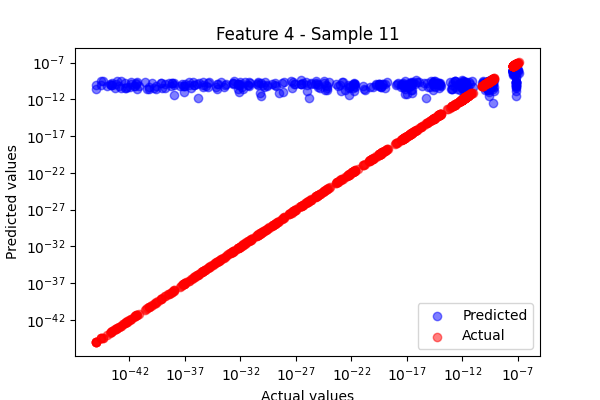 Feature 4 - Sample 11
Predicted values
10⁻⁷
10⁻¹²
10⁻¹⁷
10⁻²²
10⁻²⁷
10⁻³²
10⁻³⁷
10⁻⁴²
Predicted
Actual
10⁻⁴² 10⁻³⁷ 10⁻³² 10⁻²⁷ 10⁻²² 10⁻¹⁷ 10⁻¹² 10⁻⁷
Actual values